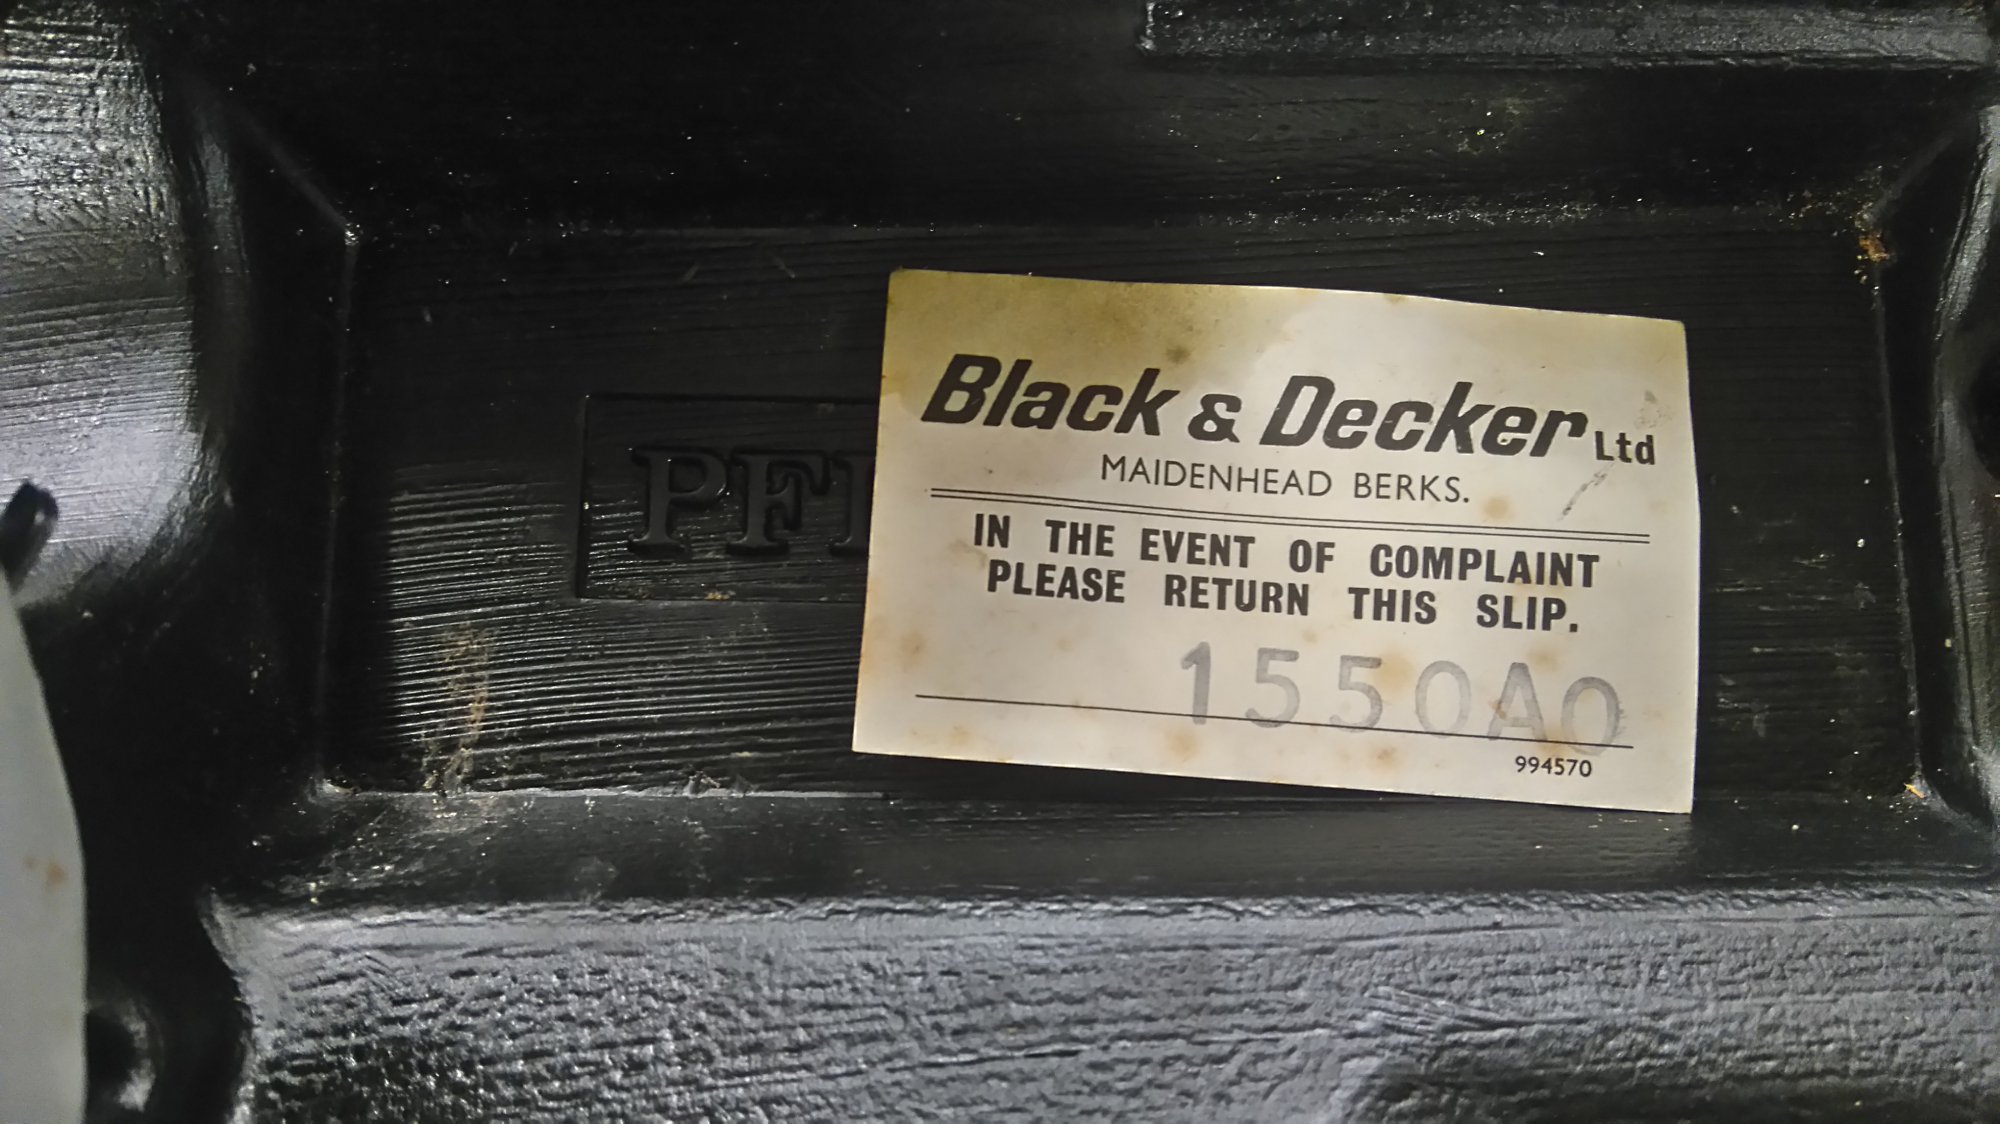 Black & Decker Ltd
MAIDENHEAD BERKS.
IN THE EVENT OF COMPLAINT
PLEASE RETURN THIS SLIP.
1550A0
994570